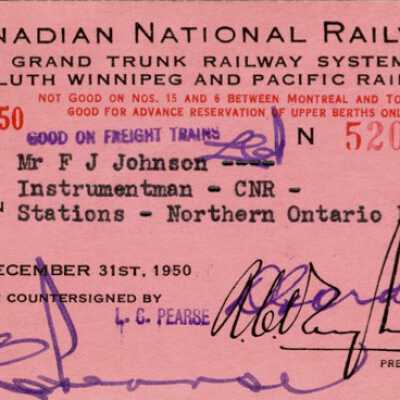 NADIAN NATIONAL RAILW
GRAND TRUNK RAILWAY SYSTEM
LUTH WINNIPEG AND PACIFIC RAI
NOT GOOD ON NOS. 15 AND 6 BETWEEN MONTREAL AND TO
50 GOOD FOR ADVANCE RESERVATION OF UPPER BERTHS ONL
GOOD ON FREIGHT TRAINS N 520
Mr F J Johnson ----
Instrumentman - CNR -
N
Stations - Northern Ontario
ECEMBER 31ST, 1950
COUNTERSIGNED BY
L. C. PEARSE
PRE